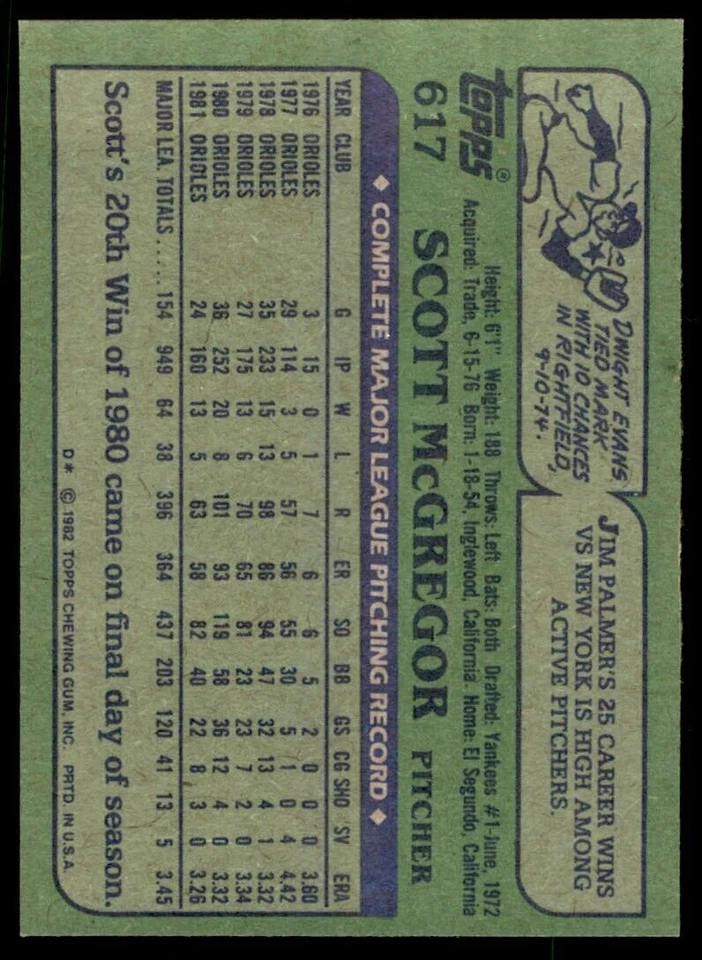 DWIGHT EVANS
TIED MARK
WITH 10 CHANCES
IN RIGHTFIELD,
9-10-74.
JIM PALMER'S 25 CAREER WINS
VS NEW YORK IS HIGH AMONG
ACTIVE PITCHERS.
TOPPS®
617 SCOTT McGREGOR PITCHER
Height: 6'1" Weight: 188 Throws: Left Bats: Both Drafted: Yankees #1-June, 1972
Acquired: Trade, 6-15-76 Born: 1-18-54, Inglewood, California. Home: El Segundo, California
◆ COMPLETE MAJOR LEAGUE PITCHING RECORD ◆
YEAR CLUB G IP W L R ER SO BB GS CG SHO SV ERA
1976 ORIOLES 3 15 0 1 7 6 6 5 2 0 0 0 3.60
1977 ORIOLES 29 114 3 5 57 56 55 30 5 1 0 4 4.42
1978 ORIOLES 35 233 15 13 98 86 94 47 32 13 4 1 3.32
1979 ORIOLES 27 175 13 6 70 65 81 23 23 7 2 0 3.34
1980 ORIOLES 36 252 20 8 101 93 119 58 36 12 4 0 3.32
1981 ORIOLES 24 160 13 5 63 58 82 40 22 8 3 0 3.26
MAJOR LEA. TOTALS ..... 154 949 64 38 396 364 437 203 120 41 13 5 3.45
Scott's 20th Win of 1980 came on final day of season.
D* © 1982 TOPPS CHEWING GUM, INC. PRTD. IN U.S.A.